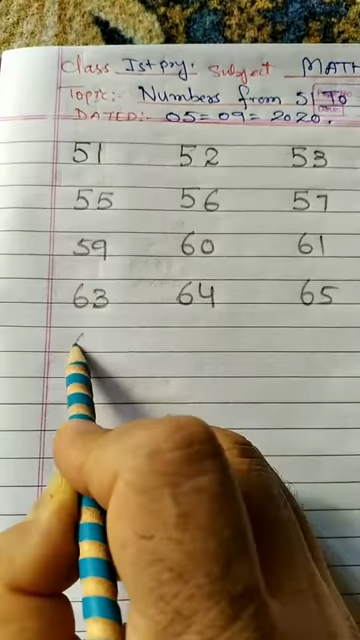 Class Ist pry. Subject MATH
Topic:- Numbers from 51
DATED:- 05=09=2020.
51 52 53
55 56 57
59 60 61
63 64 65